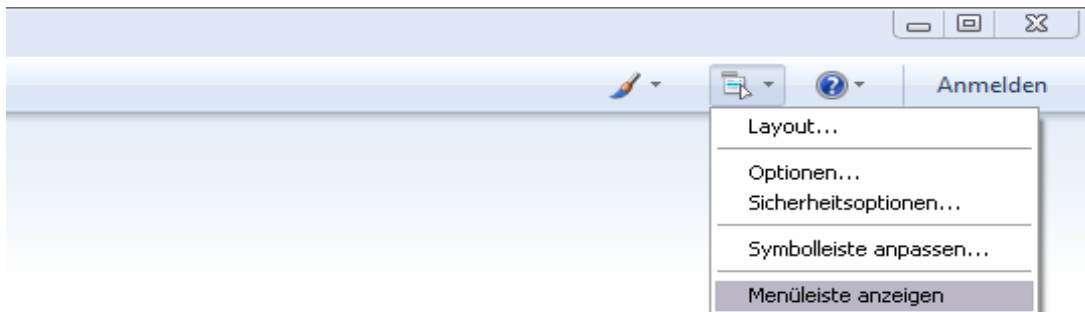 Anmelden
Layout...
Optionen...
Sicherheitsoptionen...
Symbolleiste anpassen...
Menüleiste anzeigen